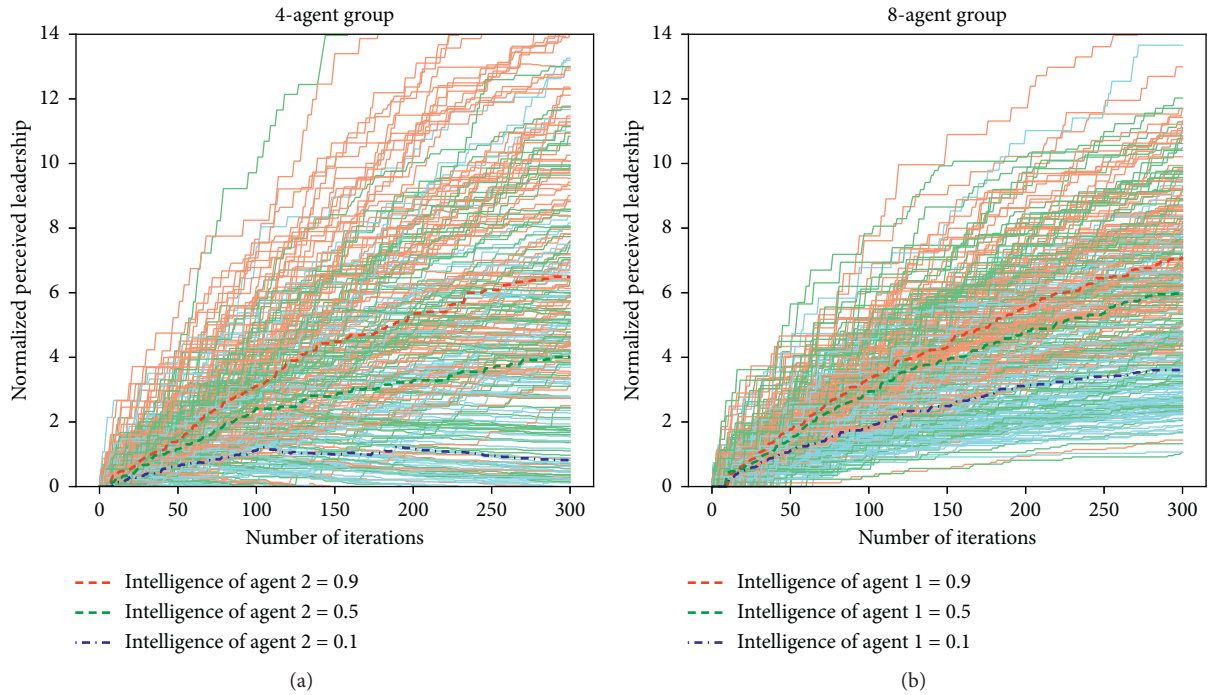 4-agent group
14
12
10
8
6
4
2
0
Normalized perceived leadership
0 50 100 150 200 250 300
Number of iterations
Intelligence of agent 2 = 0.9
Intelligence of agent 2 = 0.5
Intelligence of agent 2 = 0.1
(a)
8-agent group
14
12
10
8
6
4
2
0
Normalized perceived leadership
0 50 100 150 200 250 300
Number of iterations
Intelligence of agent 1 = 0.9
Intelligence of agent 1 = 0.5
Intelligence of agent 1 = 0.1
(b)